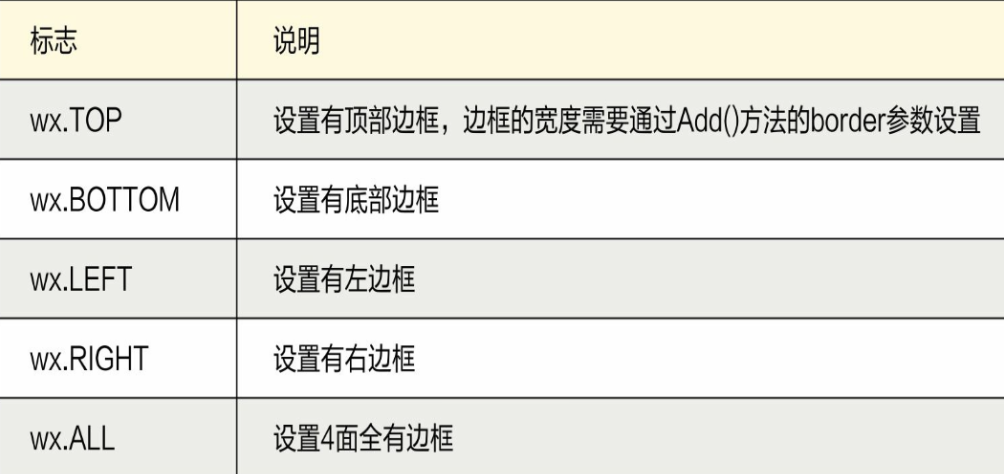 标志 说明
wx.TOP 设置有顶部边框，边框的宽度需要通过Add()方法的border参数设置
wx.BOTTOM 设置有底部边框
wx.LEFT 设置有左边框
wx.RIGHT 设置有右边框
wx.ALL 设置4面全有边框